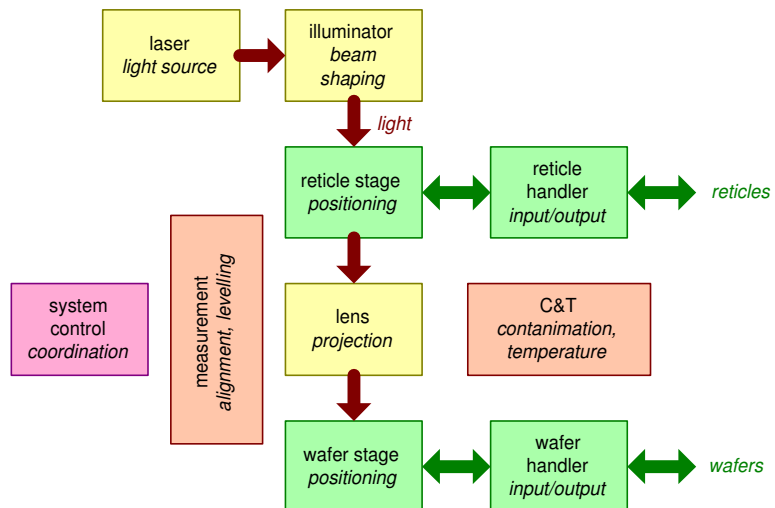 laser
light source
illuminator
beam
shaping
light
reticle stage
positioning
reticle
handler
input/output
reticles
system
control
coordination
measurement
alignment, levelling
lens
projection
C&T
contanimation,
temperature
wafer stage
positioning
wafer
handler
input/output
wafers